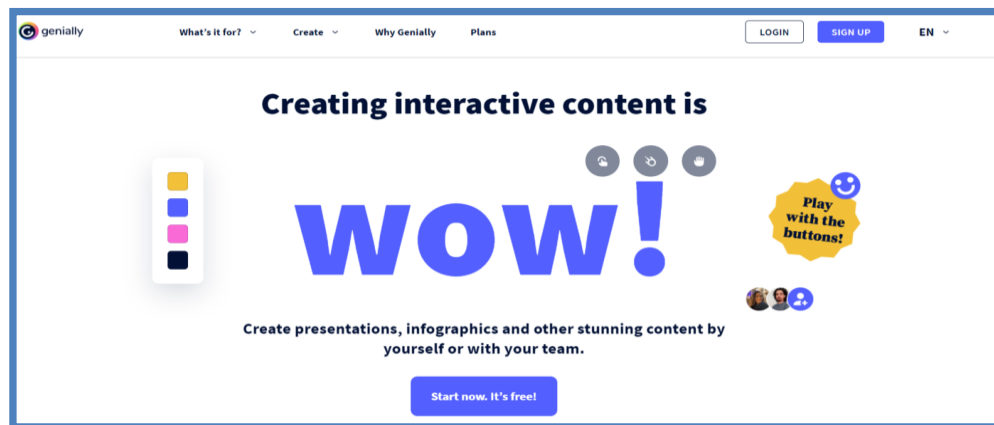 genially
What's it for?
Create
Why Genially
Plans
LOGIN
SIGN UP
EN
Creating interactive content is
wow!
Play
with the
buttons!
Create presentations, infographics and other stunning content by
yourself or with your team.
Start now. It's free!